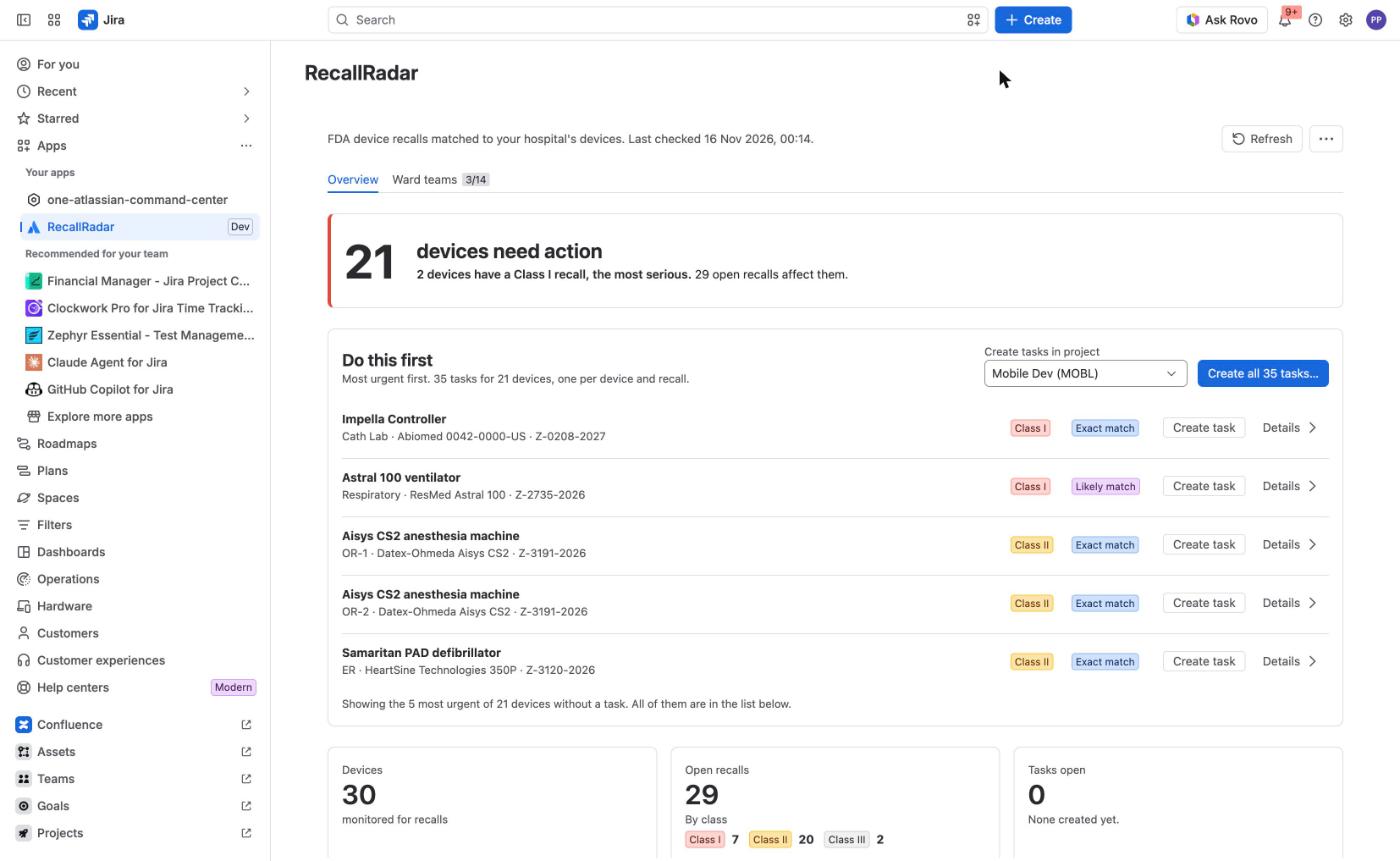 Jira
Search
Create
Ask Rovo
9+
PP
For you
Recent
Starred
Apps
Your apps
one-atlassian-command-center
RecallRadar
Dev
Recommended for your team
Financial Manager - Jira Project C...
Clockwork Pro for Jira Time Tracki...
Zephyr Essential - Test Manageme...
Claude Agent for Jira
GitHub Copilot for Jira
Explore more apps
Roadmaps
Plans
Spaces
Filters
Dashboards
Operations
Hardware
Customers
Customer experiences
Help centers
Modern
Confluence
Assets
Teams
Goals
Projects
RecallRadar
FDA device recalls matched to your hospital's devices. Last checked 16 Nov 2026, 00:14.
Refresh
Overview
Ward teams 3/14
21
devices need action
2 devices have a Class I recall, the most serious. 29 open recalls affect them.
Do this first
Most urgent first. 35 tasks for 21 devices, one per device and recall.
Create tasks in project
Mobile Dev (MOBL)
Create all 35 tasks...
Impella Controller
Cath Lab · Abiomed 0042-0000-US · Z-0208-2027
Class I Exact match Create task Details
Astral 100 ventilator
Respiratory · ResMed Astral 100 · Z-2735-2026
Class I Likely match Create task Details
Aisys CS2 anesthesia machine
OR-1 · Datex-Ohmeda Aisys CS2 · Z-3191-2026
Class II Exact match Create task Details
Aisys CS2 anesthesia machine
OR-2 · Datex-Ohmeda Aisys CS2 · Z-3191-2026
Class II Exact match Create task Details
Samaritan PAD defibrillator
ER · HeartSine Technologies 350P · Z-3120-2026
Class II Exact match Create task Details
Showing the 5 most urgent of 21 devices without a task. All of them are in the list below.
Devices
30
monitored for recalls
Open recalls
29
By class
Class I 7 Class II 20 Class III 2
Tasks open
0
None created yet.